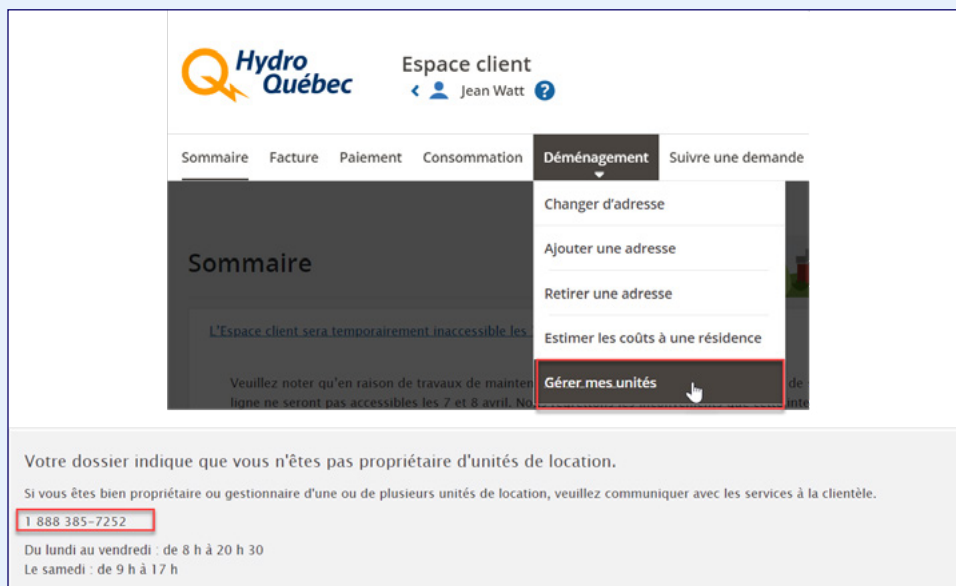 Hydro
Québec
Espace client
Jean Watt ?
Sommaire Facture Paiement Consommation Déménagement Suivre une demande
Changer d'adresse
Ajouter une adresse
Sommaire
Retirer une adresse
L'Espace client sera temporairement inaccessible les
Estimer les coûts à une résidence
Gérer mes unités
Veuillez noter qu'en raison de travaux de mainten de
ligne ne seront pas accessibles les 7 et 8 avril.
Votre dossier indique que vous n'êtes pas propriétaire d'unités de location.
Si vous êtes bien propriétaire ou gestionnaire d'une ou de plusieurs unités de location, veuillez communiquer avec les services à la clientèle.
1 888 385-7252
Du lundi au vendredi : de 8 h à 20 h 30
Le samedi : de 9 h à 17 h